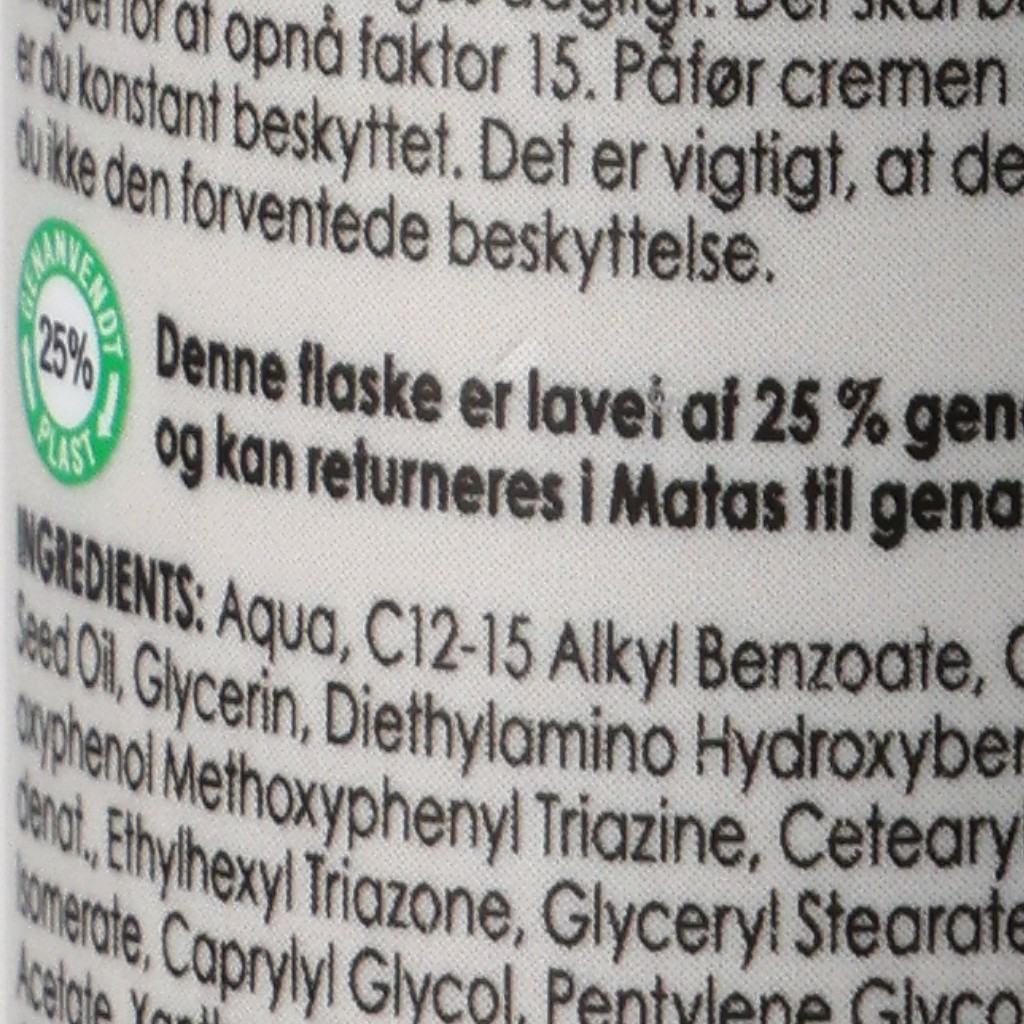 for at opnå faktor 15. Påfør cremen
er du konstant beskyttet. Det er vigtigt, at de
du ikke den forventede beskyttelse.
GENANVENDT
25%
PLAST
Denne flaske er lavet af 25 % gen
og kan returneres i Matas til gena
INGREDIENTS: Aqua, C12-15 Alkyl Benzoate, C
Seed Oil, Glycerin, Diethylamino Hydroxyben
oxyphenol Methoxyphenyl Triazine, Cetearyl
denat., Ethylhexyl Triazone, Glyceryl Stearate
Isomerate, Caprylyl Glycol, Pentylene Glyco
Acetate,